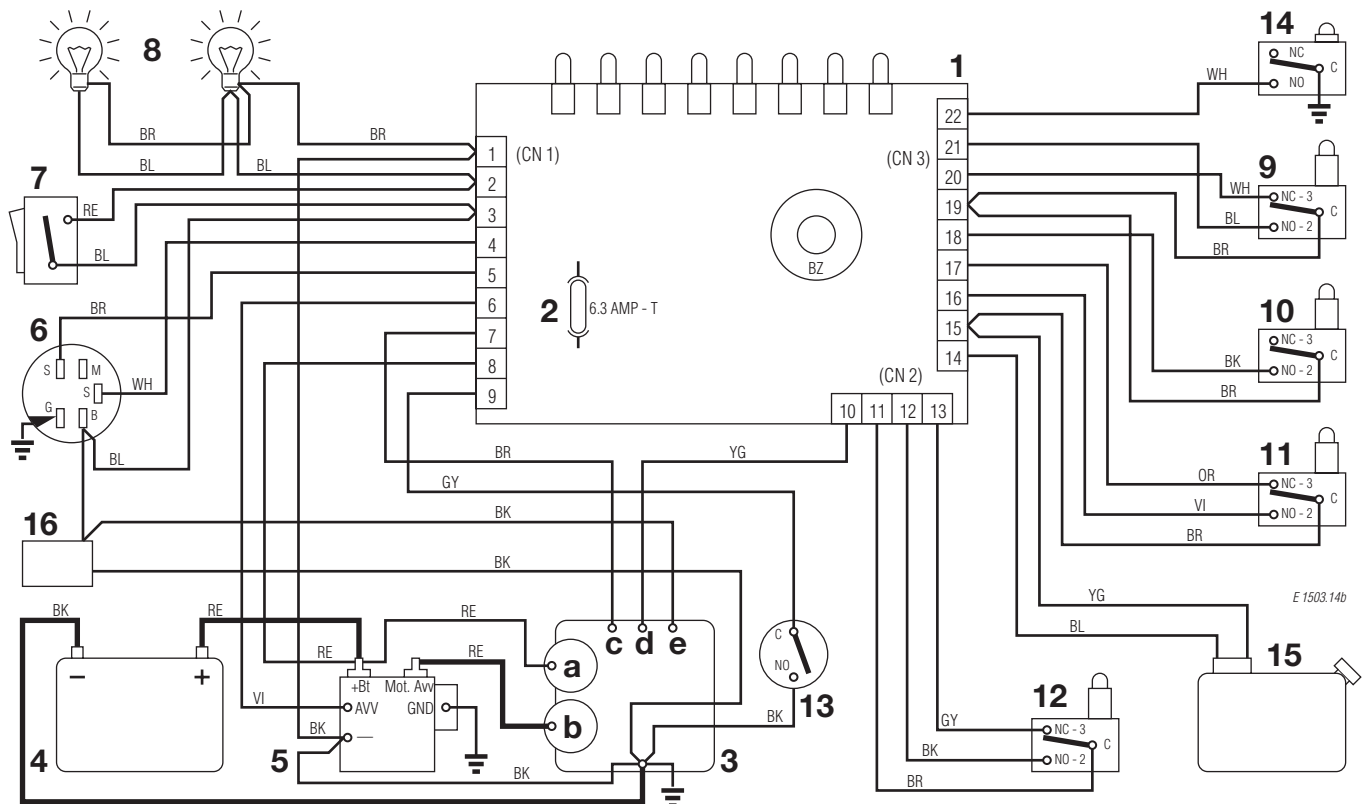 8
1
14
NC
C
NO
WH
BR
BR
BL
BL
1
2
3
4
5
6
7
8
9
(CN 1)
22
21
20
19
18
17
16
15
14
(CN 3)
9
WH
NC - 3
C
BL
NO - 2
BR
7
RE
BL
BZ
2
6.3 AMP - T
BR
6
S
M
S
WH
G
B
BL
10
NC - 3
C
BK
NO - 2
BR
(CN 2)
10
11
12
13
BR
YG
GY
BK
BK
11
OR
NC - 3
C
VI
NO - 2
BR
16
BK
RE
RE
RE
RE
–
+
4
+Bt
Mot. Avv
AVV
GND
VI
BK
—
5
BK
a
b
c
d
e
3
C
NO
13
BK
YG
BL
E 1503.14b
15
12
GY
NC - 3
C
BK
NO - 2
BR